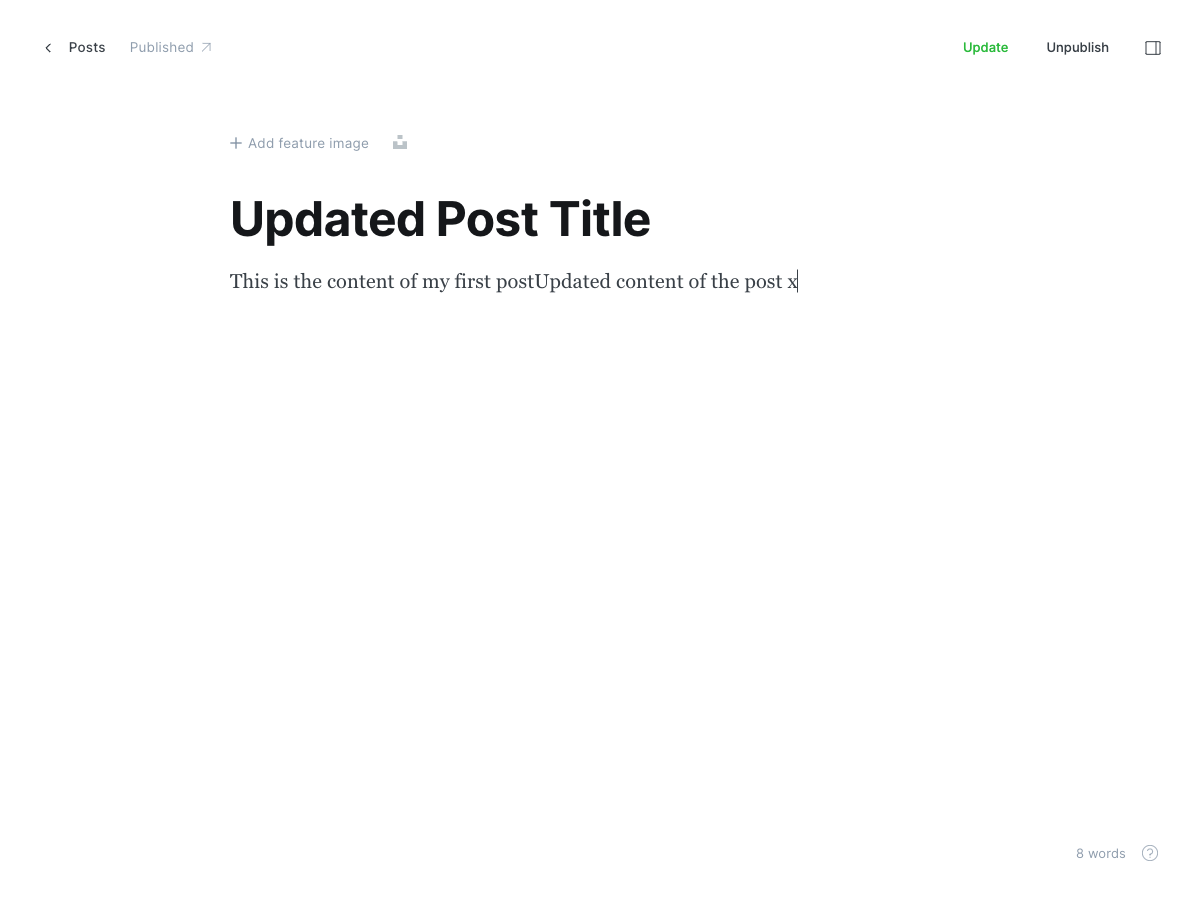 Posts Published Update Unpublish
Add feature image
Updated Post Title
This is the content of my first postUpdated content of the post x
8 words